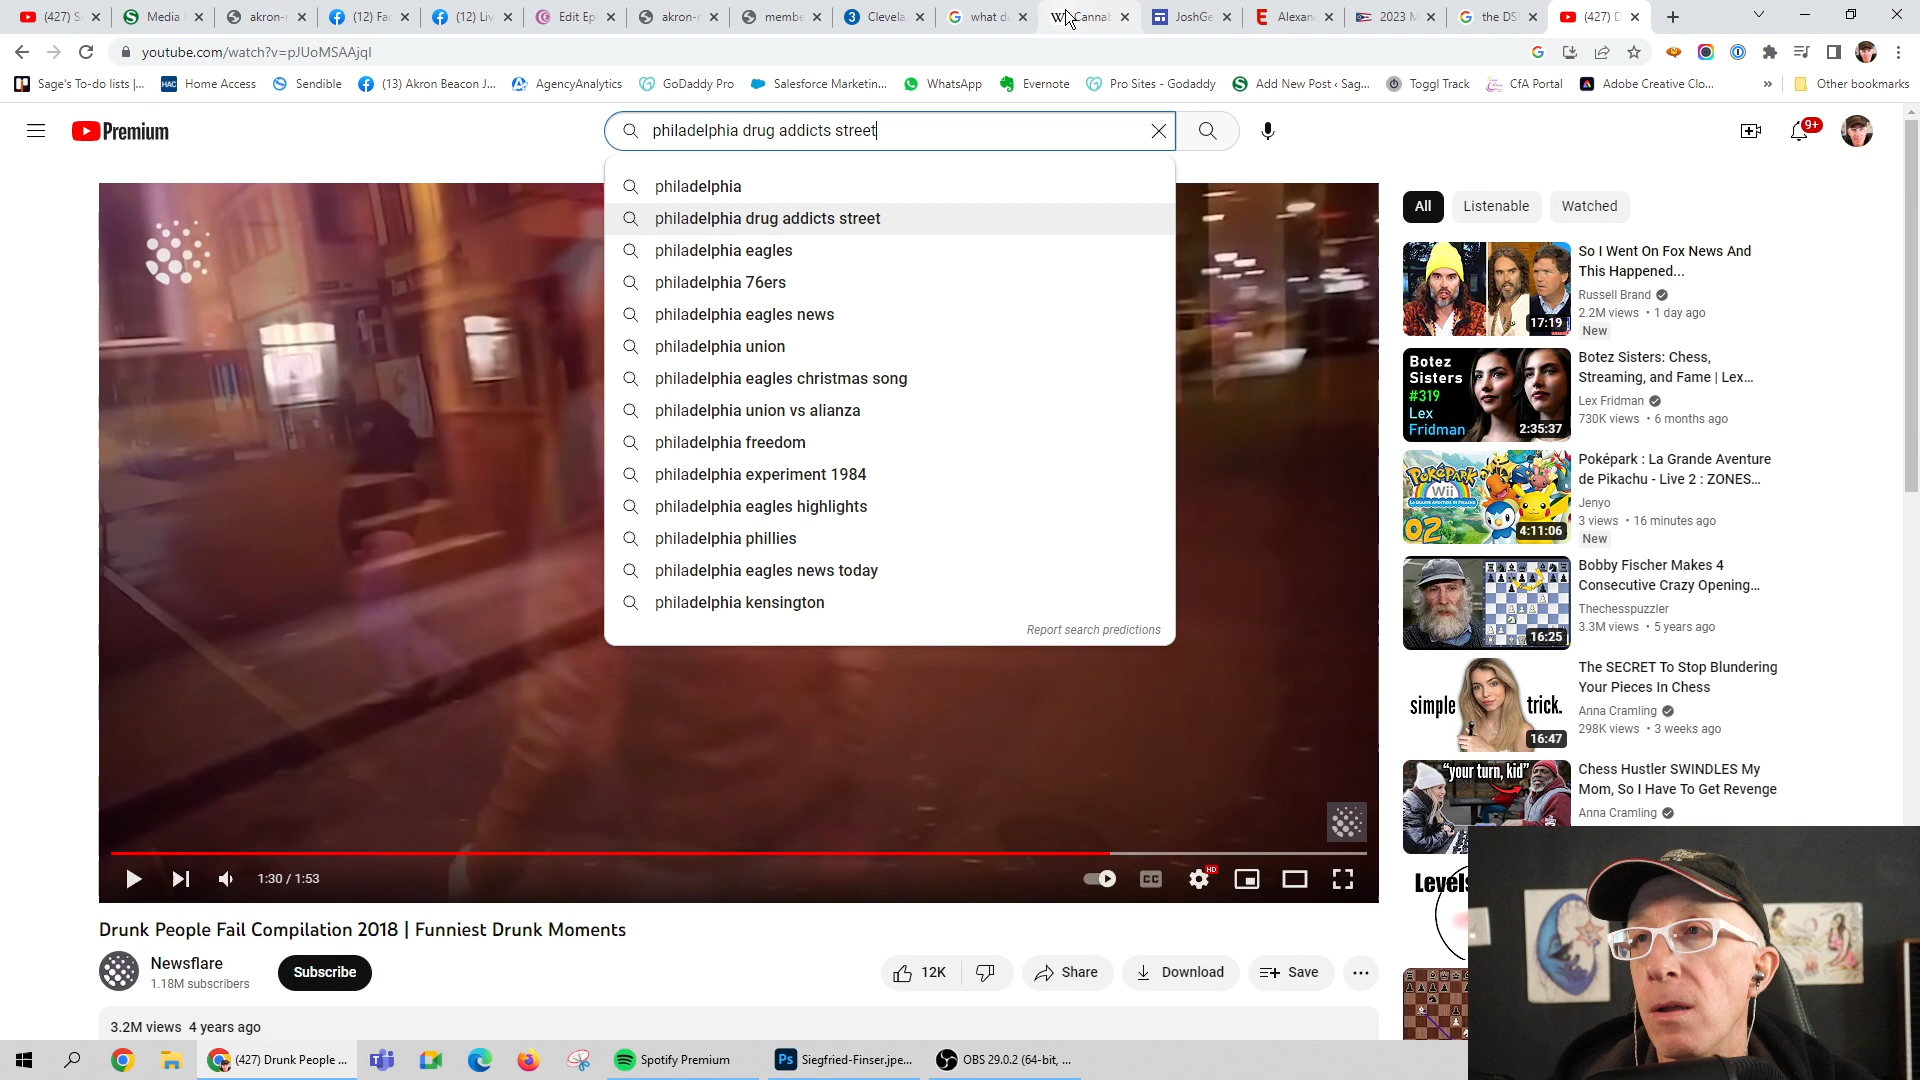 (427) S
Media
akron-
(12) Fac
(12) Liv
Edit Ep
akron-
membe
Clevela
what d
Cannab
JoshGe
Alexan
2023 M
the DS
(427) D
youtube.com/watch?v=pJUoMSAAjqI
Sage's To-do lists |...
Home Access
Sendible
(13) Akron Beacon J...
AgencyAnalytics
GoDaddy Pro
Salesforce Marketin...
WhatsApp
Evernote
Pro Sites - Godaddy
Add New Post ‹ Sag...
Toggl Track
CfA Portal
Adobe Creative Clo...
»
Other bookmarks
Premium
philadelphia drug addicts street
9+
philadelphia
philadelphia drug addicts street
philadelphia eagles
philadelphia 76ers
philadelphia eagles news
philadelphia union
philadelphia eagles christmas song
philadelphia union vs alianza
philadelphia freedom
philadelphia experiment 1984
philadelphia eagles highlights
philadelphia phillies
philadelphia eagles news today
philadelphia kensington
Report search predictions
1:30 / 1:53
CC
HD
Drunk People Fail Compilation 2018 | Funniest Drunk Moments
Newsflare
1.18M subscribers
Subscribe
12K
Share
Download
Save
3.2M views 4 years ago
All
Listenable
Watched
17:19
So I Went On Fox News And
This Happened...
Russell Brand
2.2M views • 1 day ago
New
Botez
Sisters
#319
Lex
Fridman
2:35:37
Botez Sisters: Chess,
Streaming, and Fame | Lex...
Lex Fridman
730K views • 6 months ago
PokéPark
Wii
LA GRANDE AVENTURE DE PIKACHU
02
4:11:06
Poképark : La Grande Aventure
de Pikachu - Live 2 : ZONES...
Jenyo
3 views • 16 minutes ago
New
16:25
Bobby Fischer Makes 4
Consecutive Crazy Opening...
Thechesspuzzler
3.3M views • 5 years ago
simple
trick.
16:47
The SECRET To Stop Blundering
Your Pieces In Chess
Anna Cramling
298K views • 3 weeks ago
"your turn, kid"
Chess Hustler SWINDLES My
Mom, So I Have To Get Revenge
Anna Cramling
Levels
(427) Drunk People ...
Spotify Premium
Ps
Siegfried-Finser.jpe...
OBS 29.0.2 (64-bit, ...